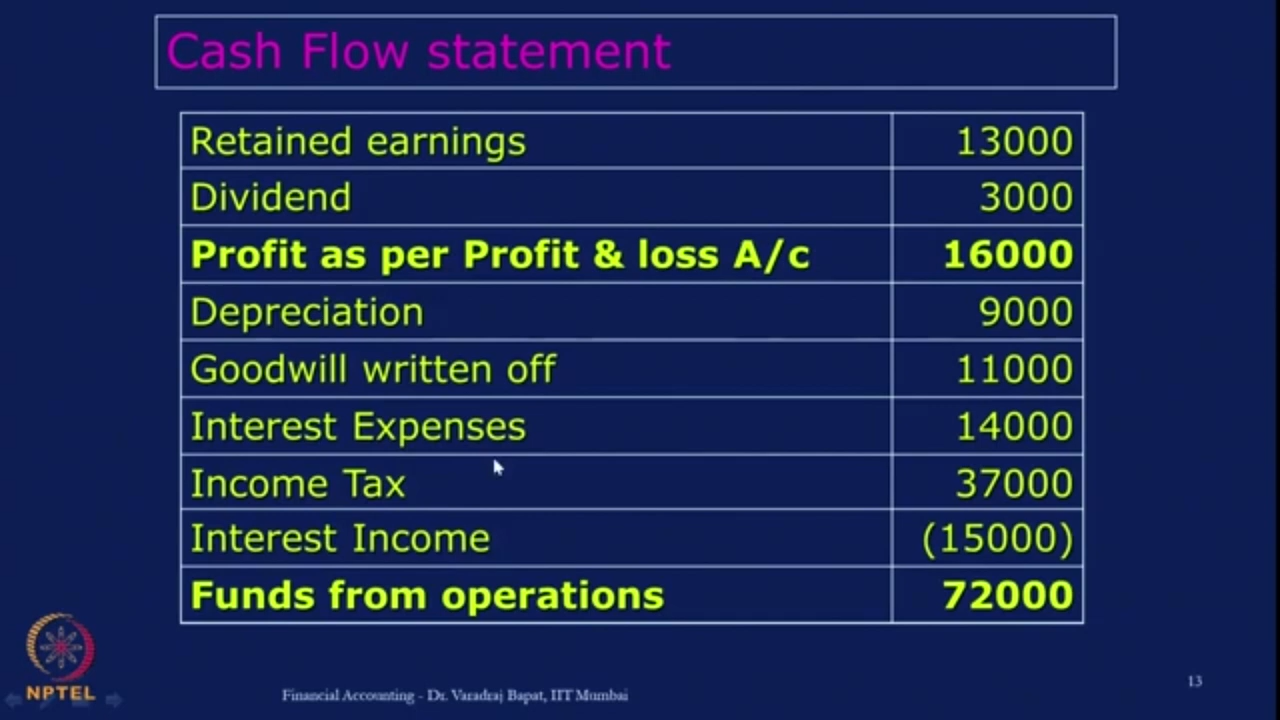 Cash Flow statement
Retained earnings 13000
Dividend 3000
Profit as per Profit & loss A/c 16000
Depreciation 9000
Goodwill written off 11000
Interest Expenses 14000
Income Tax 37000
Interest Income (15000)
Funds from operations 72000
NPTEL
Financial Accounting - Dr. Varadraj Bapat, IIT Mumbai
13